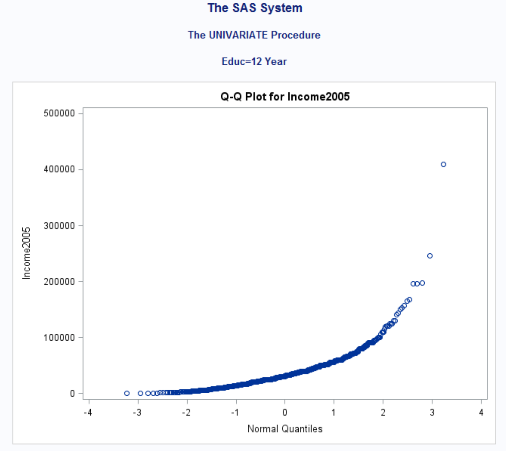 The SAS System
The UNIVARIATE Procedure
Educ=12 Year
Q-Q Plot for Income2005
500000
400000
300000
200000
100000
0
Income2005
-4 -3 -2 -1 0 1 2 3 4
Normal Quantiles